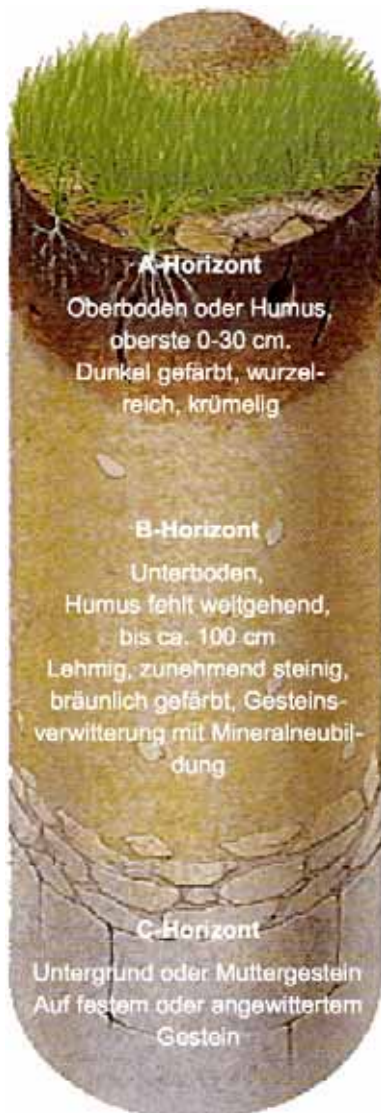 A-Horizont
Oberboden oder Humus,
oberste 0-30 cm.
Dunkel gefärbt, wurzel-
reich, krümelig
B-Horizont
Unterboden,
Humus fehlt weitgehend,
bis ca. 100 cm
Lehmig, zunehmend steinig,
bräunlich gefärbt, Gesteins-
verwitterung mit Mineralneubil-
dung
C-Horizont
Untergrund oder Muttergestein
Auf festem oder angewittertem
Gestein